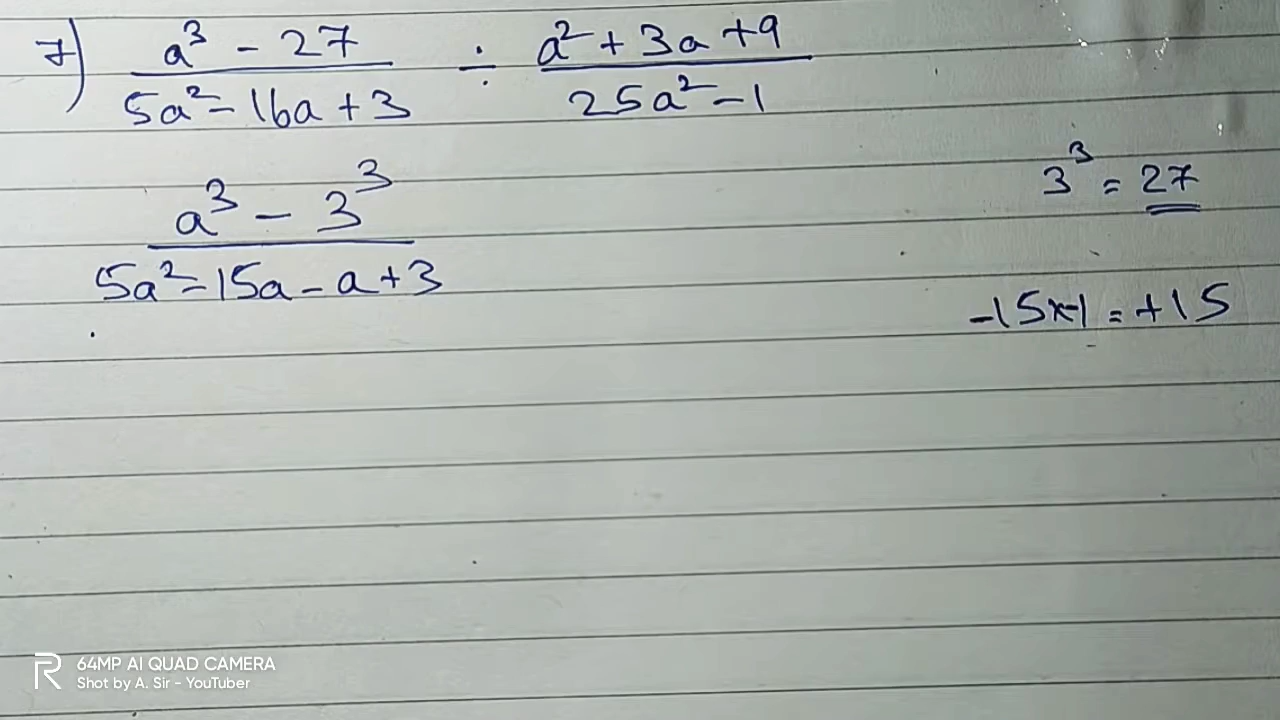 7) a³ - 27 / 5a² - 16a + 3 ÷ a² + 3a + 9 / 25a² - 1
a³ - 3³ / 5a² - 15a - a + 3
3³ = 27
-15x-1 = +15
64MP AI QUAD CAMERA
Shot by A. Sir - YouTuber